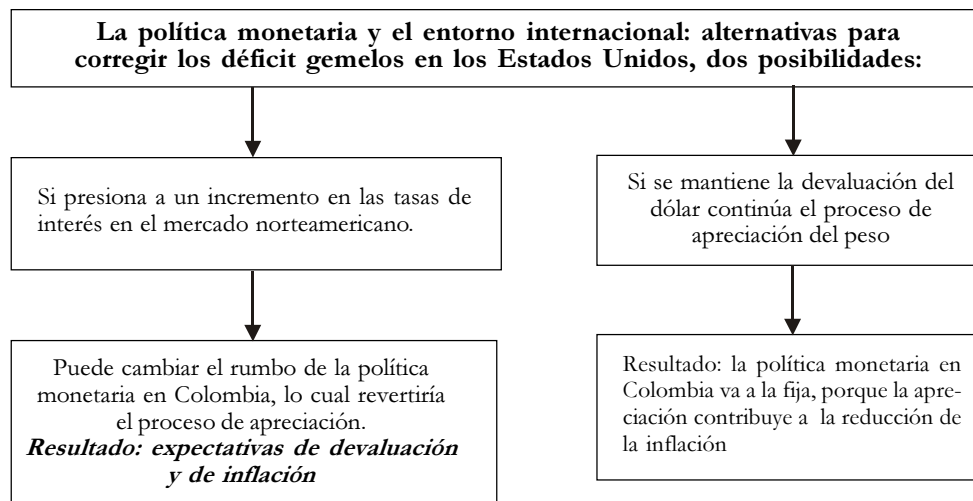 La política monetaria y el entorno internacional: alternativas para
corregir los déficit gemelos en los Estados Unidos, dos posibilidades:
Si presiona a un incremento en las tasas de
interés en el mercado norteamericano.
Si se mantiene la devaluación del
dólar continúa el proceso de
apreciación del peso
Puede cambiar el rumbo de la política
monetaria en Colombia, lo cual revertiría
el proceso de apreciación.
Resultado: expectativas de devaluación
y de inflación
Resultado: la política monetaria en
Colombia va a la fija, porque la apre-
ciación contribuye a la reducción de
la inflación